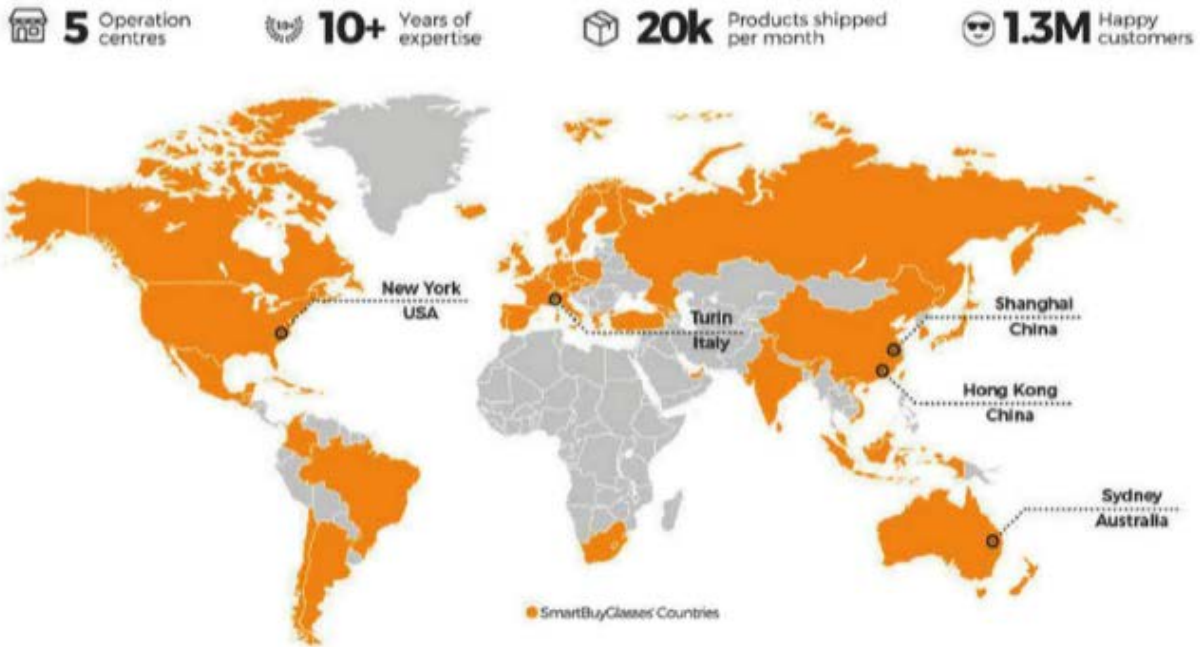 5 Operation centres
10+ Years of expertise
20k Products shipped per month
1.3M Happy customers
New York
USA
Turin
Italy
Shanghai
China
Hong Kong
China
Sydney
Australia
SmartBuyGlasses Countries